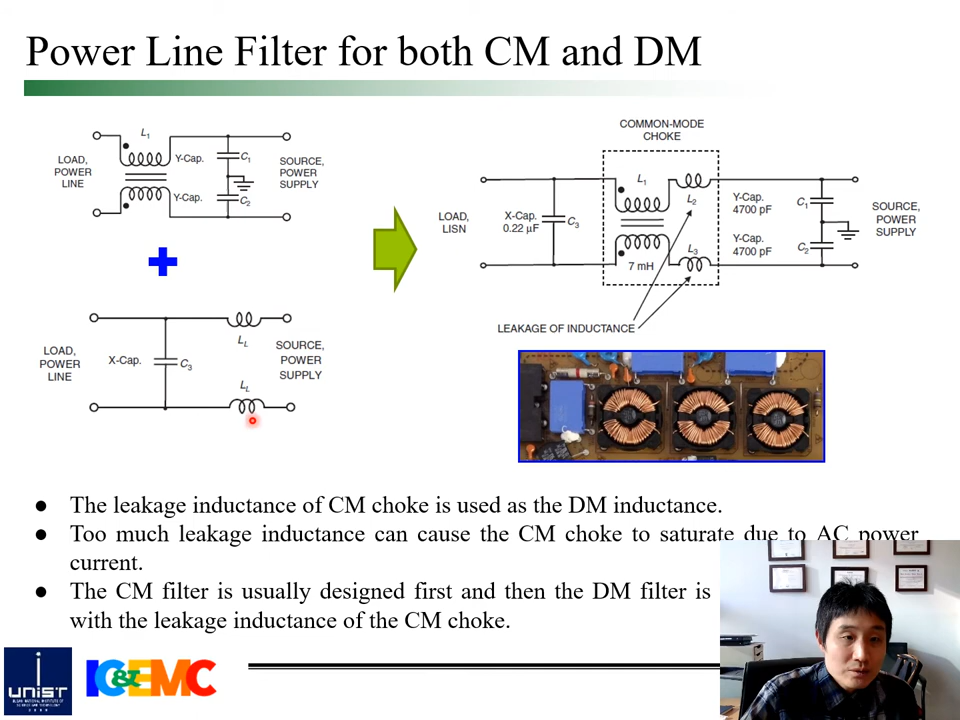 Power Line Filter for both CM and DM
L1
LOAD,
POWER
LINE
Y-Cap.
C1
Y-Cap.
C2
SOURCE,
POWER
SUPPLY
LOAD,
POWER
LINE
X-Cap.
C3
LL
LL
SOURCE,
POWER
SUPPLY
COMMON-MODE
CHOKE
LOAD,
LISN
X-Cap.
0.22 µF
C3
L1
L2
L3
7 mH
Y-Cap.
4700 pF
C1
Y-Cap.
4700 pF
C2
SOURCE,
POWER
SUPPLY
LEAKAGE OF INDUCTANCE
● The leakage inductance of CM choke is used as the DM inductance.
● Too much leakage inductance can cause the CM choke to saturate due to AC power
current.
● The CM filter is usually designed first and then the DM filter is
with the leakage inductance of the CM choke.
UNIST
IC&EMC